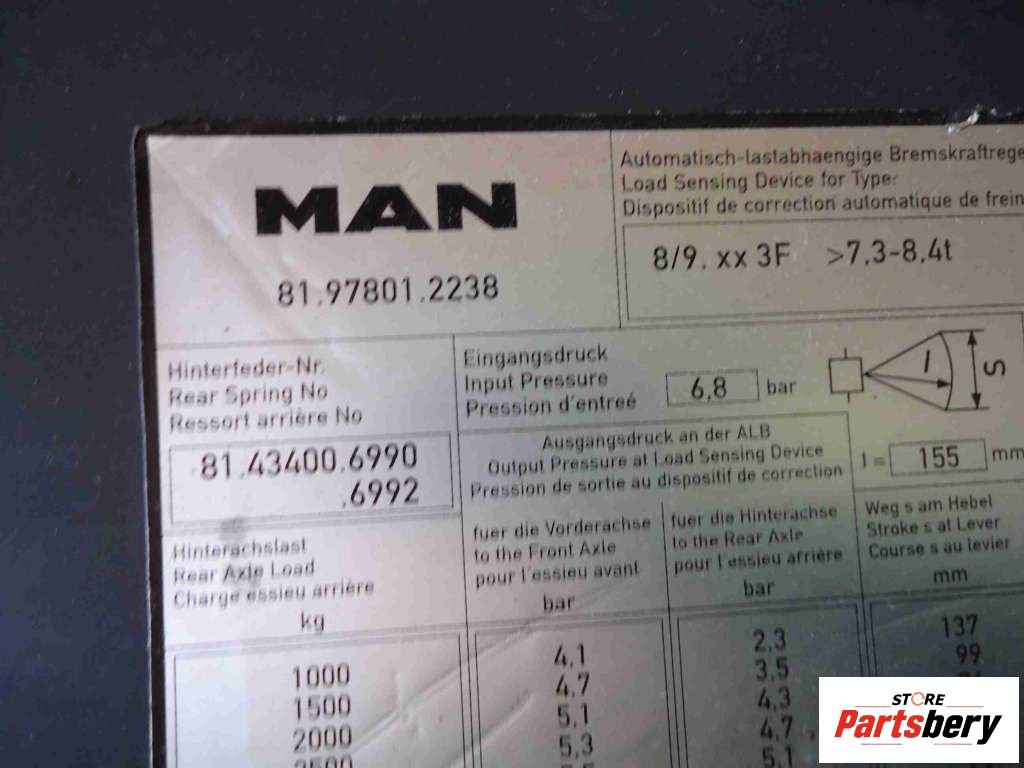 MAN
81.97801.2238
Automatisch-lastabhaengige Bremskraftrege
Load Sensing Device for Type:
Dispositif de correction automatique de frein
8/9. xx 3F >7,3-8,4t
Hinterfeder-Nr.
Rear Spring No
Ressort arrière No
81.43400.6990
.6992
Eingangsdruck
Input Pressure
Pression d'entreé
6,8 bar
l
S
Ausgangsdruck an der ALB
Output Pressure at Load Sensing Device
Pression de sortie au dispositif de correction
l = 155 mm
Hinterachslast
Rear Axle Load
Charge essieu arrière
kg
fuer die Vorderachse
to the Front Axle
pour l'essieu avant
bar
fuer die Hinterachse
to the Rear Axle
pour l'essieu arrière
bar
Weg s am Hebel
Stroke s at Lever
Course s au levier
mm
1000 4,1 2,3 137
1500 4,7 3,5 99
2000 5,1 4,3
5,3 4,7
5,1
STORE
Partsbery